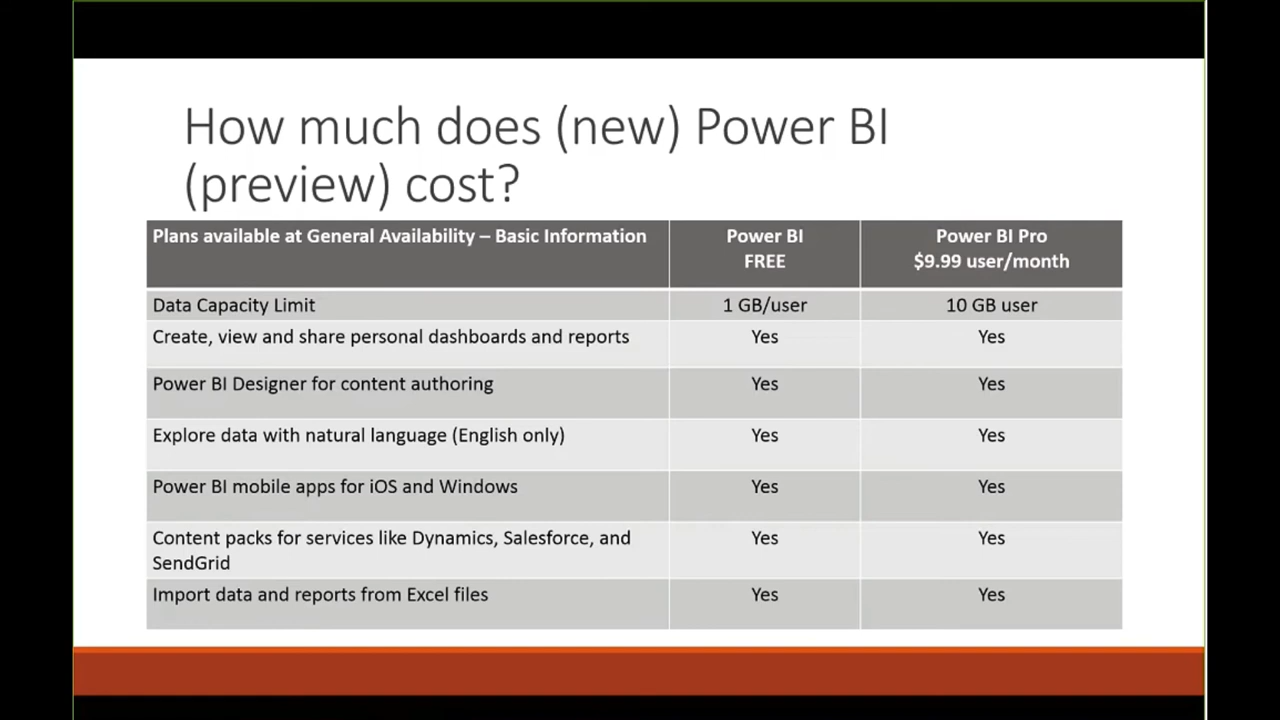 How much does (new) Power BI
(preview) cost?
Plans available at General Availability – Basic Information
Power BI
FREE
Power BI Pro
$9.99 user/month
Data Capacity Limit
1 GB/user
10 GB user
Create, view and share personal dashboards and reports
Yes
Yes
Power BI Designer for content authoring
Yes
Yes
Explore data with natural language (English only)
Yes
Yes
Power BI mobile apps for iOS and Windows
Yes
Yes
Content packs for services like Dynamics, Salesforce, and
SendGrid
Yes
Yes
Import data and reports from Excel files
Yes
Yes